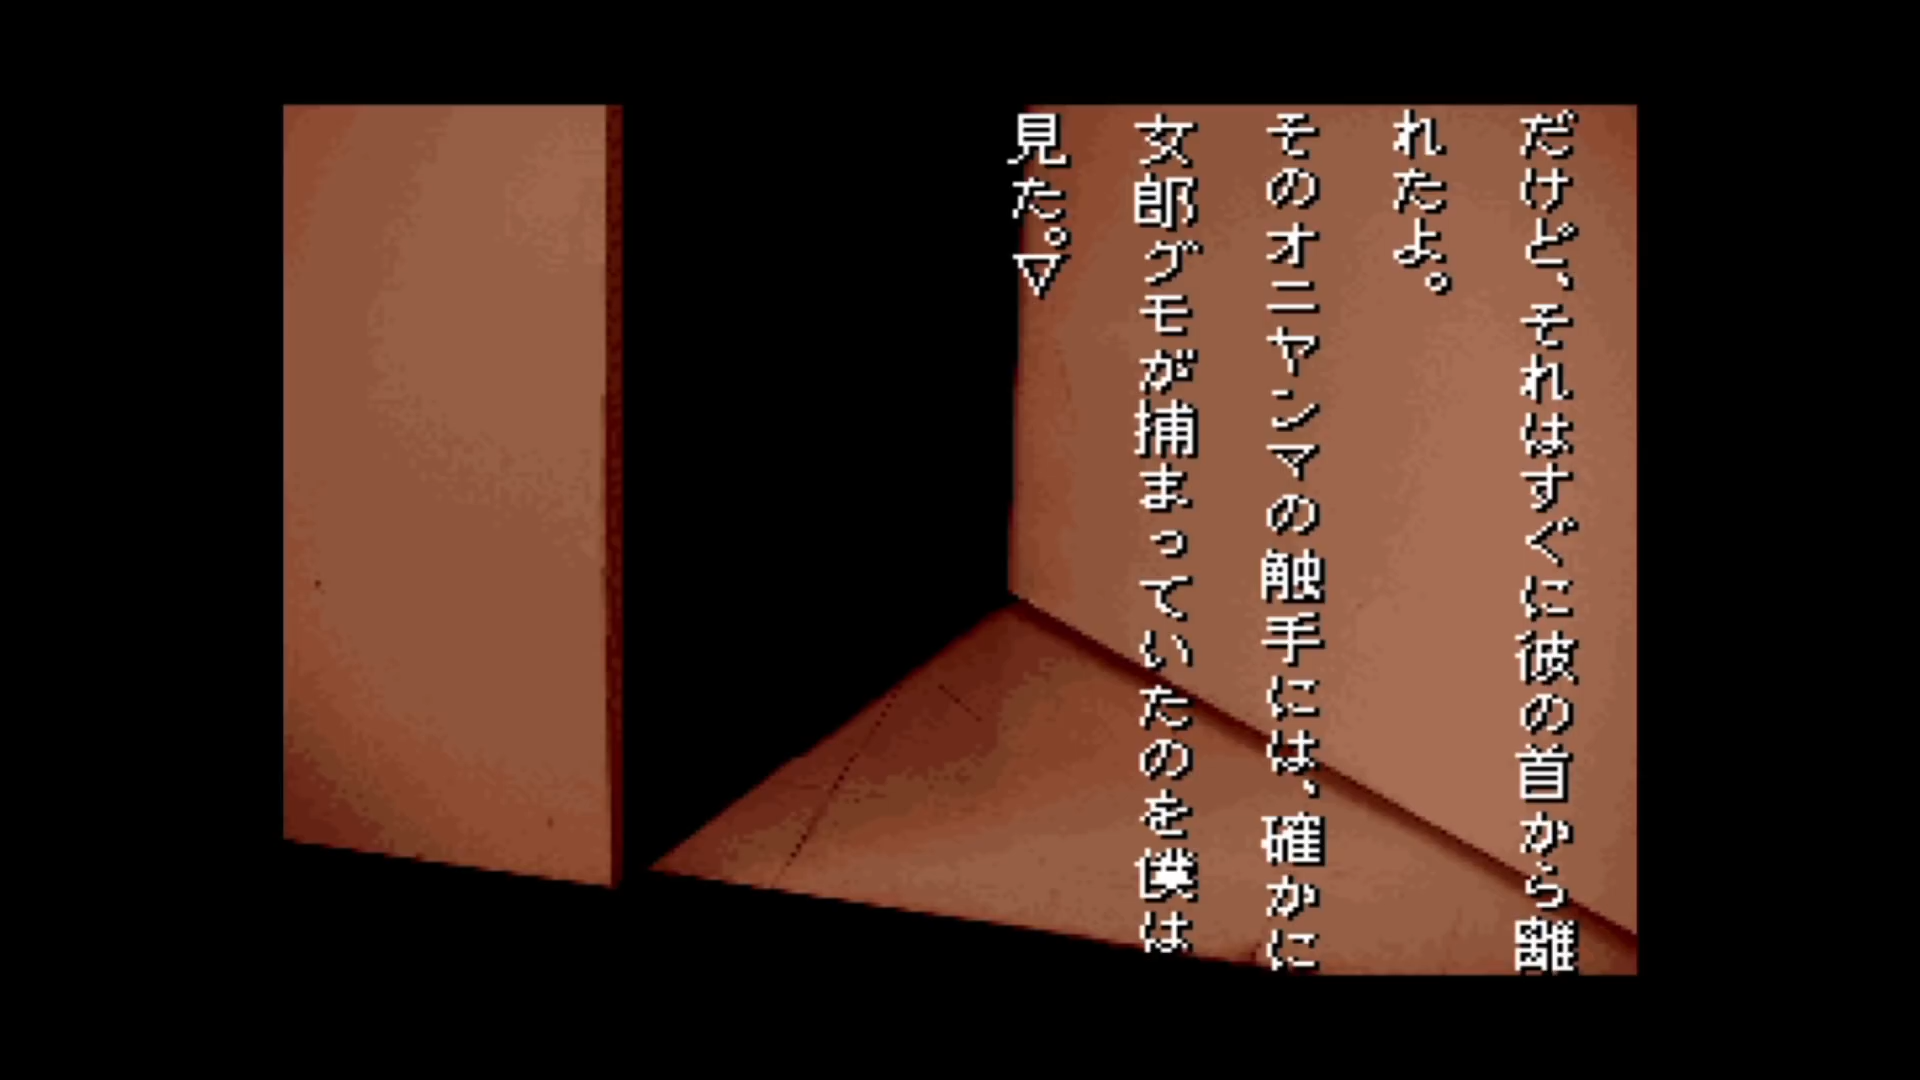 だけど、それはすぐに彼の首から離
れたよ。
そのオニヤンマの触手には、確かに
女郎グモが捕まっていたのを僕は
見た。▽